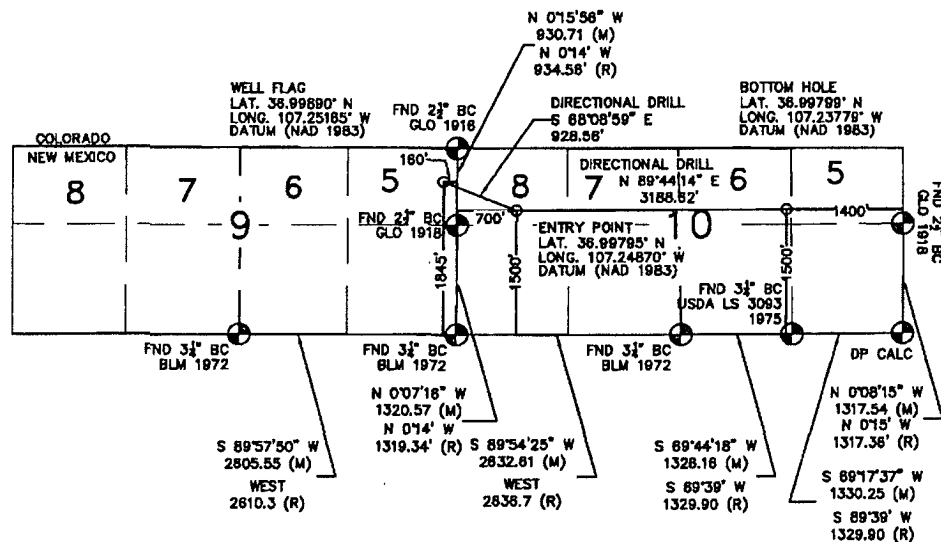 N 0°15'58" W
930.71 (M)
N 0°14' W
934.58' (R)
WELL FLAG
LAT. 36.99890° N
LONG. 107.25185° W
DATUM (NAD 1983)
FND 2½" BC
GLO 1916
DIRECTIONAL DRILL
S 68°08'59" E
928.56'
BOTTOM HOLE
LAT. 36.99799° N
LONG. 107.23779° W
DATUM (NAD 1983)
COLORADO
NEW MEXICO
160'
DIRECTIONAL DRILL
N 89°44'14" E
3188.62'
8
7
6
5
8
7
6
5
9
10
FND 2½" BC
GLO 1918
700'
1400'
FND 2½" BC
GLO 1918
ENTRY POINT
LAT. 36.99795° N
LONG. 107.24870° W
DATUM (NAD 1983)
1845'
1500'
1500'
FND 3¼" BC
USDA LS 3093
1975
FND 3¼" BC
BLM 1972
FND 3¼" BC
BLM 1972
FND 3¼" BC
BLM 1972
DP CALC
N 0°07'16" W
1320.57 (M)
N 0°14' W
1319.34' (R)
N 0°08'15" W
1317.54 (M)
N 0°15' W
1317.36' (R)
S 89°57'50" W
2605.55 (M)
WEST
2610.3 (R)
S 89°54'25" W
2632.61 (M)
WEST
2636.7 (R)
S 89°44'18" W
1328.16 (M)
S 89°39' W
1329.90 (R)
S 89°17'37" W
1330.25 (M)
S 89°39' W
1329.90 (R)